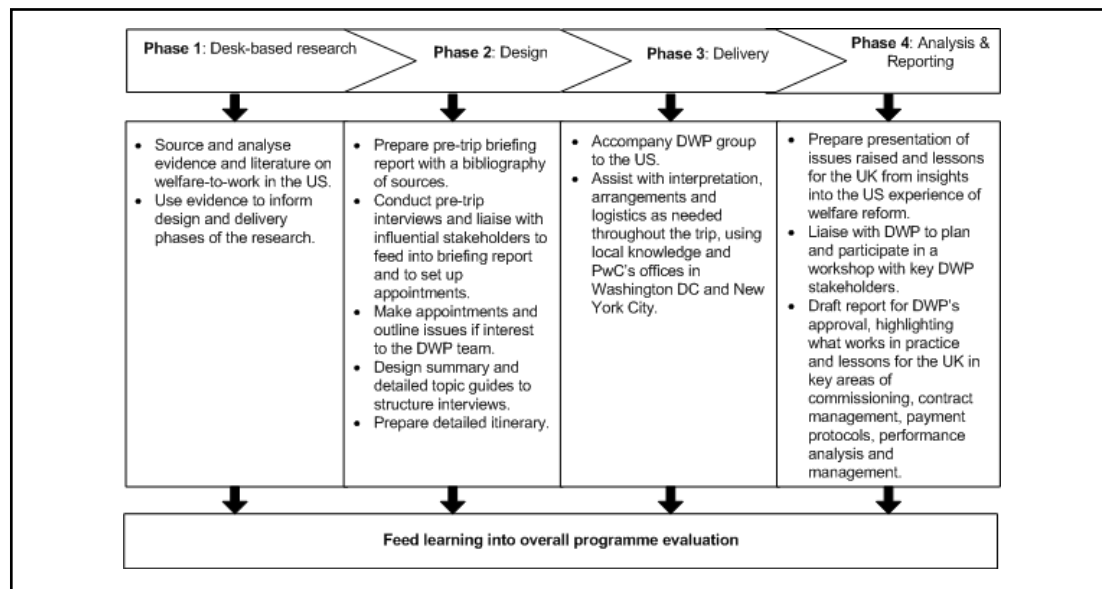 Phase 1: Desk-based research
Phase 2: Design
Phase 3: Delivery
Phase 4: Analysis &
Reporting
• Source and analyse
evidence and literature on
welfare-to-work in the US.
• Use evidence to inform
design and delivery
phases of the research.
• Prepare pre-trip briefing
report with a bibliography
of sources.
• Conduct pre-trip
interviews and liaise with
influential stakeholders to
feed into briefing report
and to set up
appointments.
• Make appointments and
outline issues if interest
to the DWP team.
• Design summary and
detailed topic guides to
structure interviews.
• Prepare detailed itinerary.
• Accompany DWP group
to the US.
• Assist with interpretation,
arrangements and
logistics as needed
throughout the trip, using
local knowledge and
PwC's offices in
Washington DC and New
York City.
• Prepare presentation of
issues raised and lessons
for the UK from insights
into the US experience of
welfare reform.
• Liaise with DWP to plan
and participate in a
workshop with key DWP
stakeholders.
• Draft report for DWP's
approval, highlighting
what works in practice
and lessons for the UK in
key areas of
commissioning, contract
management, payment
protocols, performance
analysis and
management.
Feed learning into overall programme evaluation